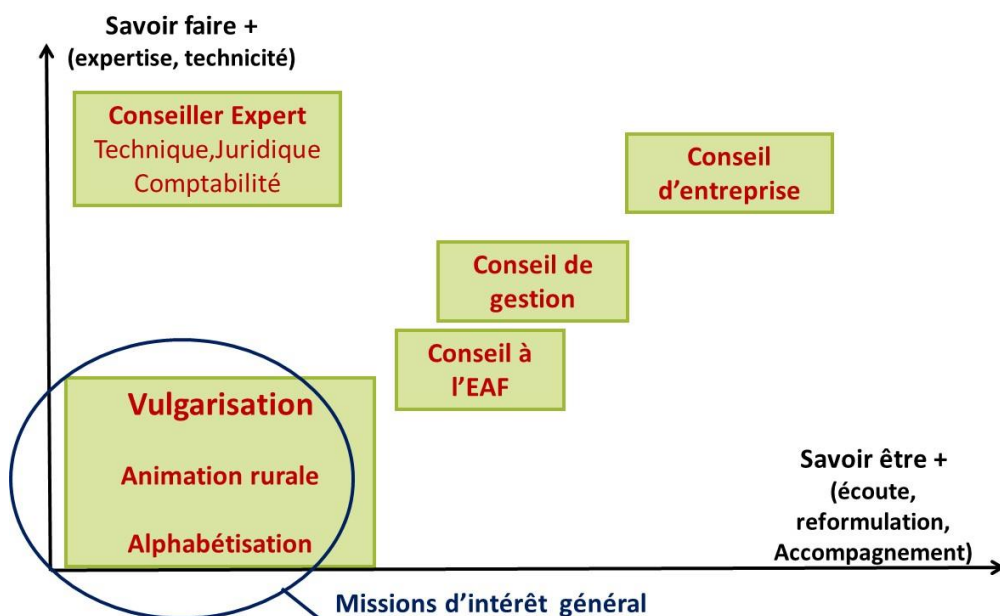 Savoir faire +
(expertise, technicité)
Conseiller Expert
Technique,Juridique
Comptabilité
Conseil
d’entreprise
Conseil de
gestion
Conseil à
l’EAF
Vulgarisation
Animation rurale
Alphabétisation
Savoir être +
(écoute,
reformulation,
Accompagnement)
Missions d’intérêt général